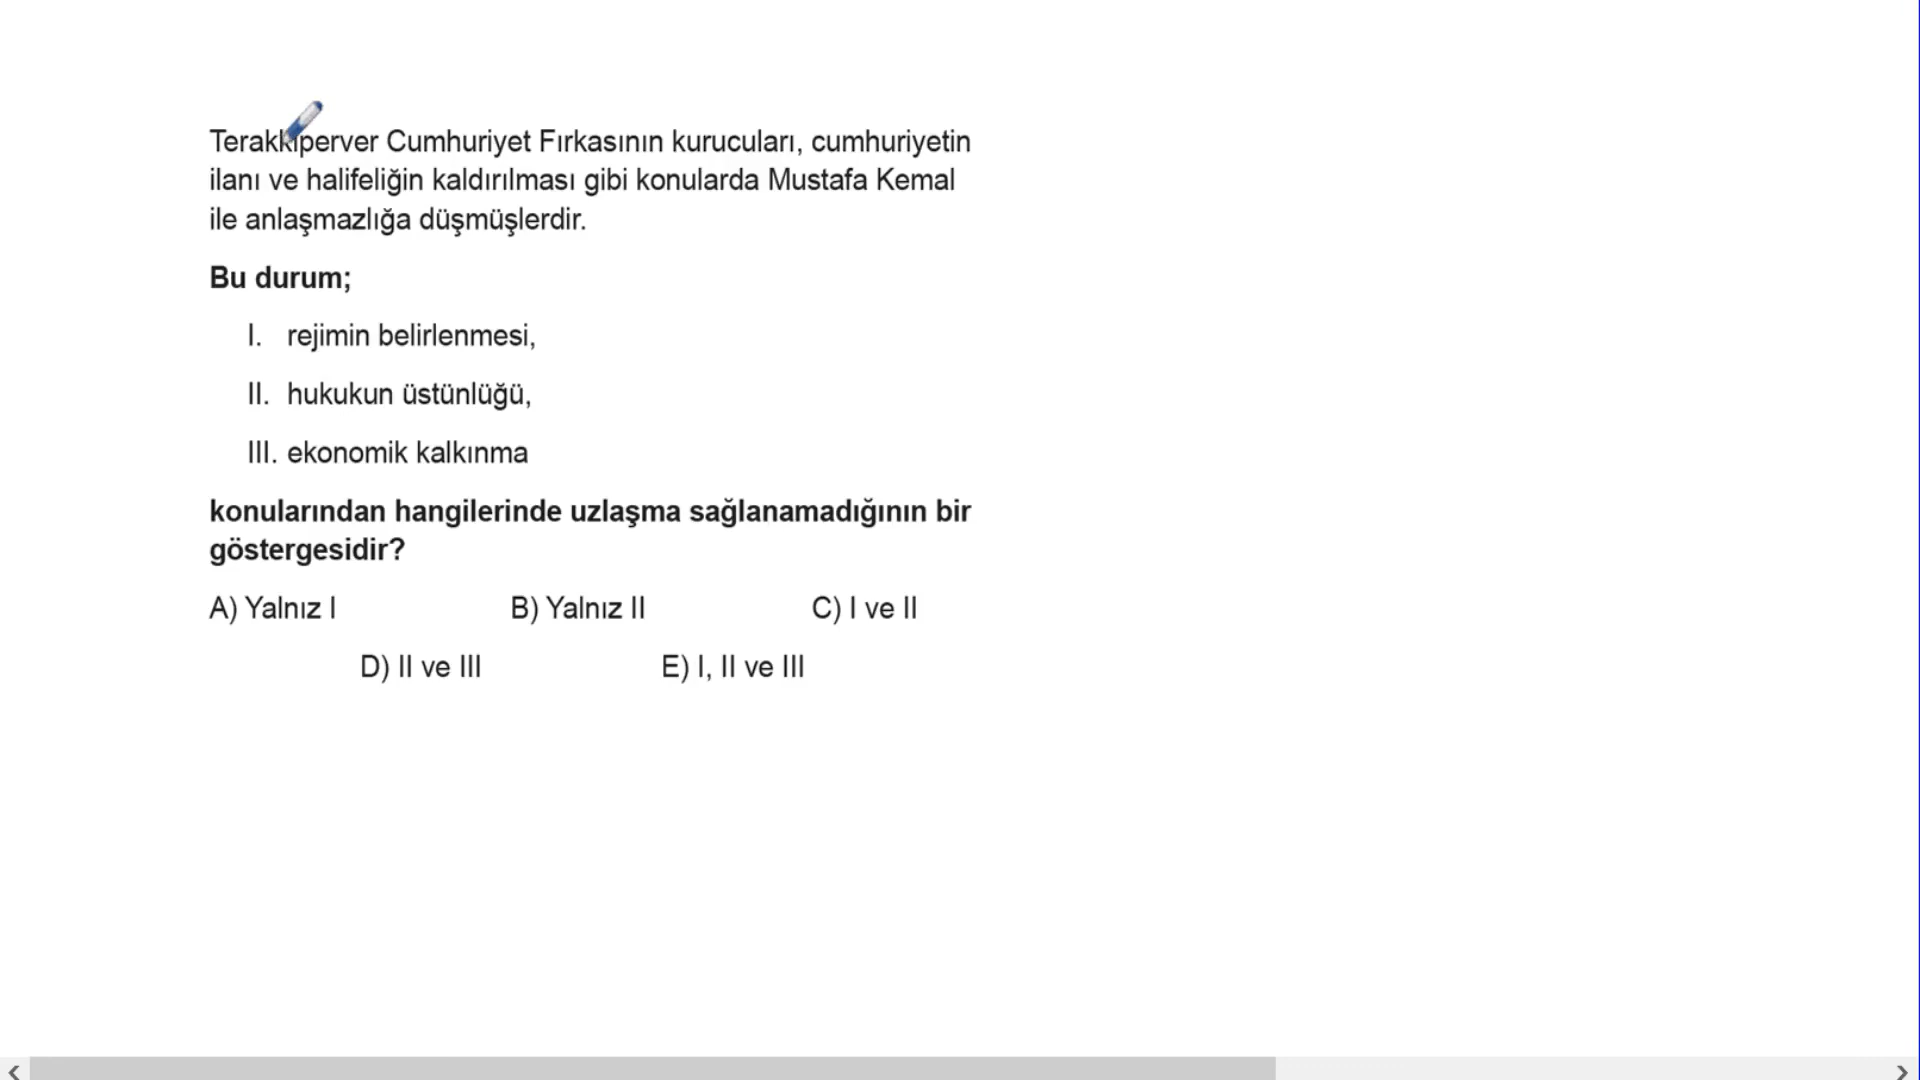 Terakkiperver Cumhuriyet Fırkasının kurucuları, cumhuriyetin
ilanı ve halifeliğin kaldırılması gibi konularda Mustafa Kemal
ile anlaşmazlığa düşmüşlerdir.
Bu durum;
I. rejimin belirlenmesi,
II. hukukun üstünlüğü,
III. ekonomik kalkınma
konularından hangilerinde uzlaşma sağlanamadığının bir
göstergesidir?
A) Yalnız I B) Yalnız II C) I ve II
D) II ve III E) I, II ve III